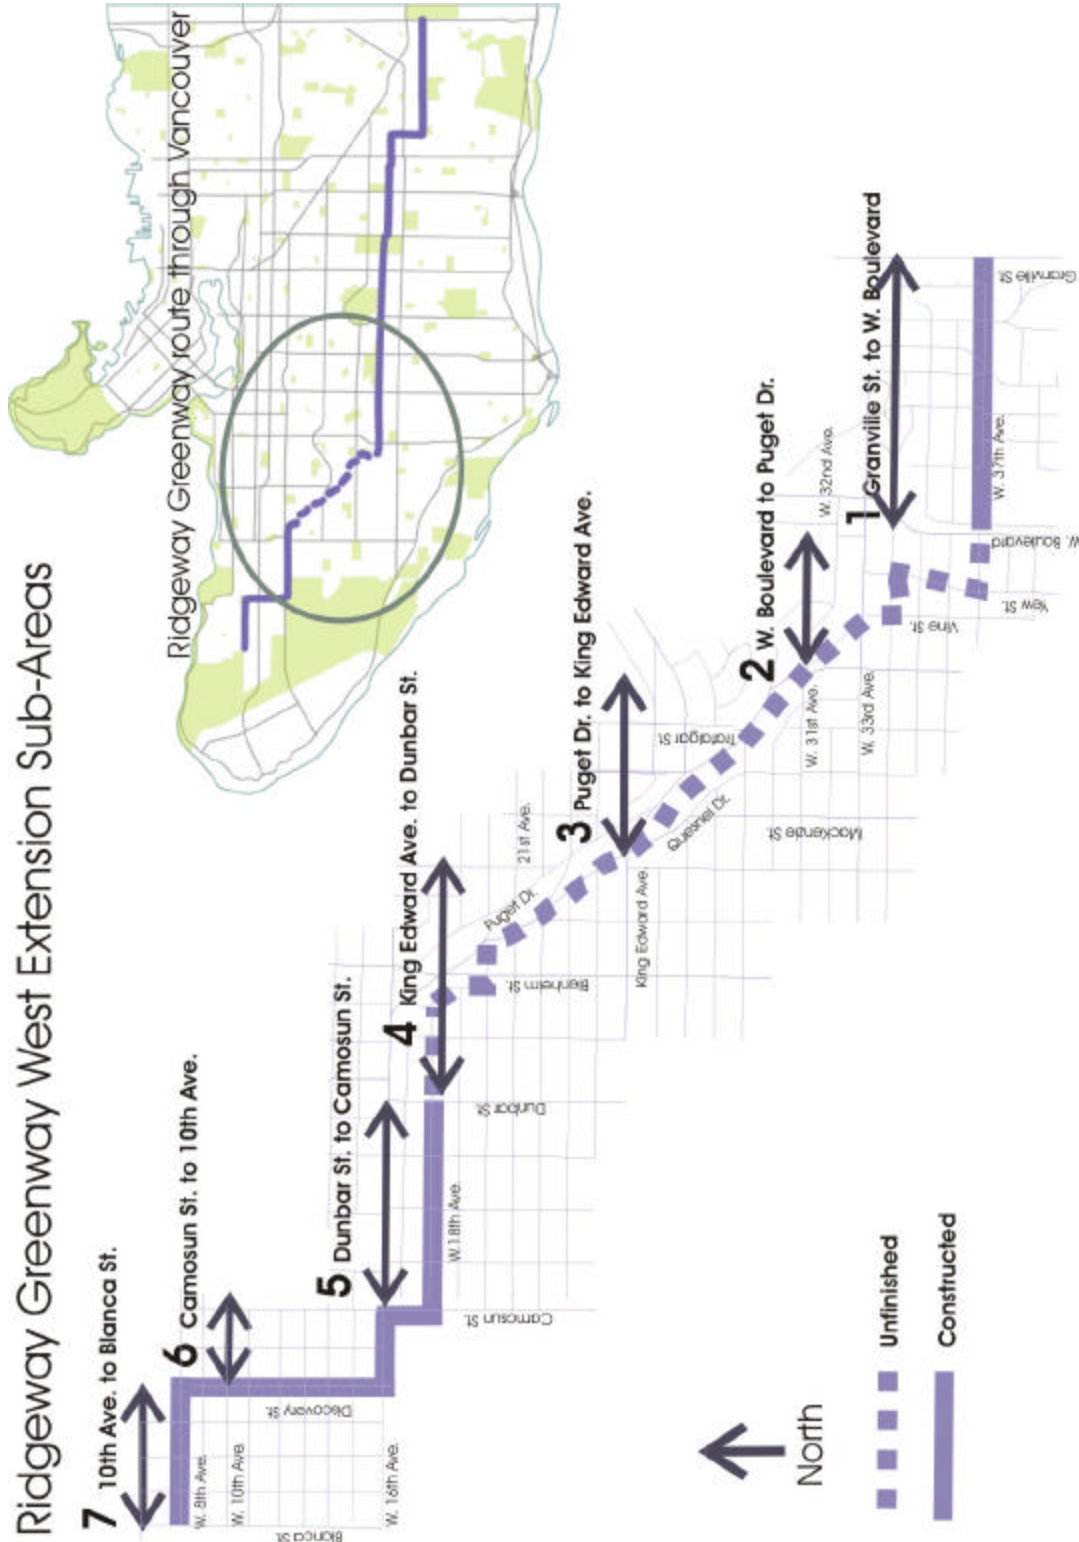 Ridgeway Greenway West Extension Sub-Areas
Ridgeway Greenway route through Vancouver
7 10th Ave. to Blanca St.
6 Camosun St. to 10th Ave.
5 Dunbar St. to Camosun St.
4 King Edward Ave. to Dunbar St.
3 Puget Dr. to King Edward Ave.
2 W. Boulevard to Puget Dr.
1 Granville St. to W. Boulevard
Blanca St.
W. 8th Ave.
W. 10th Ave.
W. 16th Ave.
Discovery St.
Camosun St.
W. 18th Ave.
Dunbar St.
Blenheim St.
Puget Dr.
21st Ave.
King Edward Ave.
Quesnel Dr.
Trafalgar St.
MacKenzie St.
W. 31st Ave.
W. 33rd Ave.
W. 32nd Ave.
Vine St.
Yew St.
W. Boulevard
W. 37th Ave.
Granville St.
North
Unfinished
Constructed